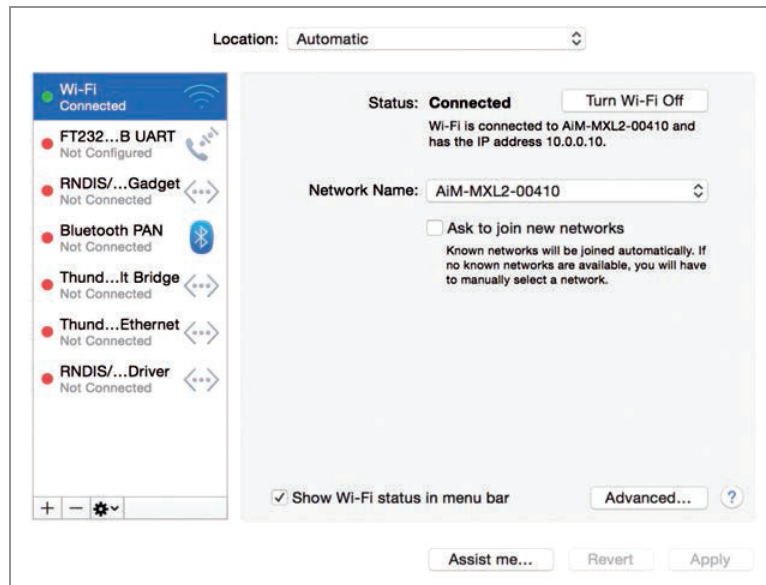 Location: Automatic
Wi-Fi
Connected
FT232...B UART
Not Configured
RNDIS/...Gadget
Not Connected
Bluetooth PAN
Not Connected
Thund...lt Bridge
Not Connected
Thund...Ethernet
Not Connected
RNDIS/...Driver
Not Connected
Status: Connected
Turn Wi-Fi Off
Wi-Fi is connected to AiM-MXL2-00410 and
has the IP address 10.0.0.10.
Network Name: AiM-MXL2-00410
Ask to join new networks
Known networks will be joined automatically. If
no known networks are available, you will have
to manually select a network.
Show Wi-Fi status in menu bar
Advanced...
?
Assist me...
Revert
Apply